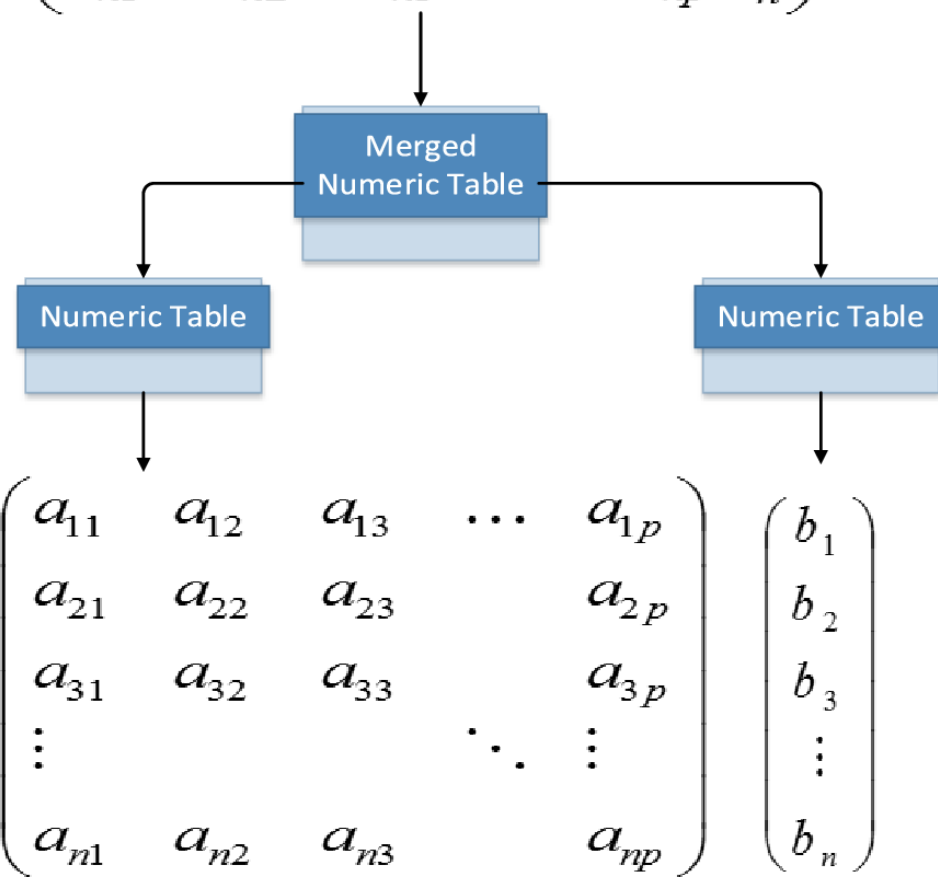 Merged
Numeric Table
Numeric Table Numeric Table
a₁₁ a₁₂ a₁₃ ⋯ a₁ₚ b₁
a₂₁ a₂₂ a₂₃ a₂ₚ b₂
a₃₁ a₃₂ a₃₃ a₃ₚ b₃
⋮ ⋱ ⋮ ⋮
aₙ₁ aₙ₂ aₙ₃ aₙₚ bₙ